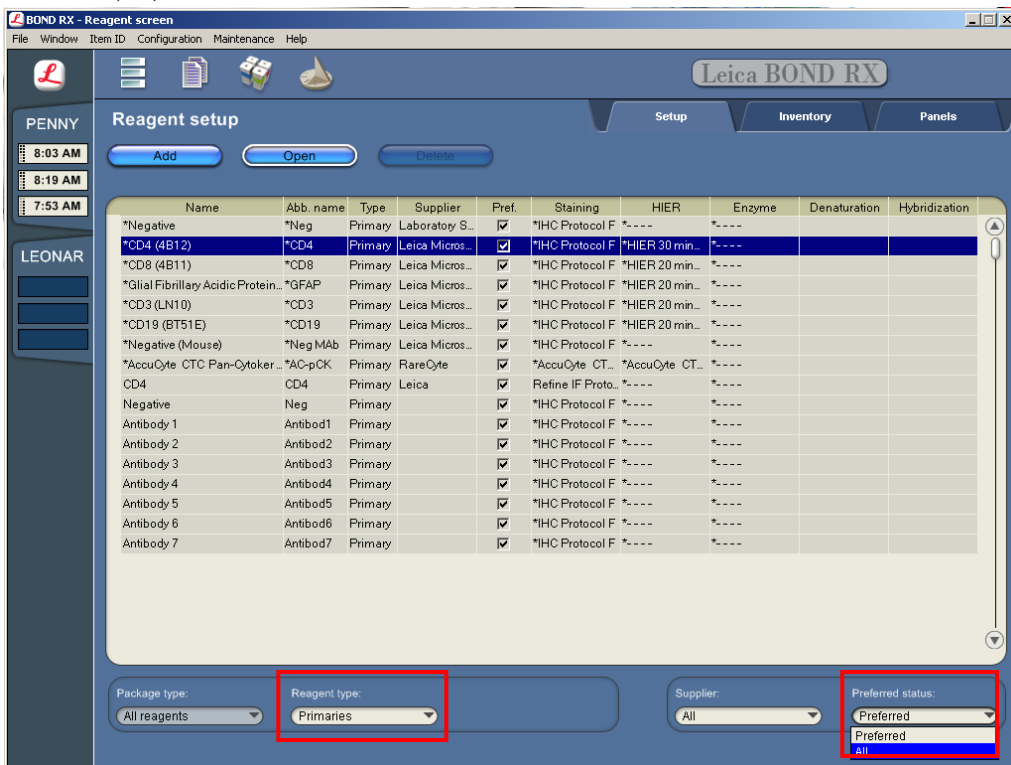 BOND RX - Reagent screen
File Window Item ID Configuration Maintenance Help
Leica BOND RX
PENNY
8:03 AM
8:19 AM
7:53 AM
LEONAR
Reagent setup
Setup Inventory Panels
Add Open Delete
Name Abb. name Type Supplier Pref. Staining HIER Enzyme Denaturation Hybridization
*Negative *Neg Primary Laboratory S... *IHC Protocol F *---- *----
*CD4 (4B12) *CD4 Primary Leica Micros... *IHC Protocol F *HIER 30 min... *----
*CD8 (4B11) *CD8 Primary Leica Micros... *IHC Protocol F *HIER 20 min... *----
*Glial Fibrillary Acidic Protein... *GFAP Primary Leica Micros... *IHC Protocol F *HIER 20 min... *----
*CD3 (LN10) *CD3 Primary Leica Micros... *IHC Protocol F *HIER 20 min... *----
*CD19 (BT51E) *CD19 Primary Leica Micros... *IHC Protocol F *HIER 20 min... *----
*Negative (Mouse) *Neg MAb Primary Leica Micros... *IHC Protocol F *---- *----
*AccuCyte CTC Pan-Cytoker... *AC-pCK Primary RareCyte *AccuCyte CT... *AccuCyte CT... *----
CD4 CD4 Primary Leica Refine IF Proto... *---- *----
Negative Neg Primary *IHC Protocol F *---- *----
Antibody 1 Antibod1 Primary *IHC Protocol F *---- *----
Antibody 2 Antibod2 Primary *IHC Protocol F *---- *----
Antibody 3 Antibod3 Primary *IHC Protocol F *---- *----
Antibody 4 Antibod4 Primary *IHC Protocol F *---- *----
Antibody 5 Antibod5 Primary *IHC Protocol F *---- *----
Antibody 6 Antibod6 Primary *IHC Protocol F *---- *----
Antibody 7 Antibod7 Primary *IHC Protocol F *---- *----
Package type: Reagent type: Supplier: Preferred status:
All reagents Primaries All Preferred
Preferred
All